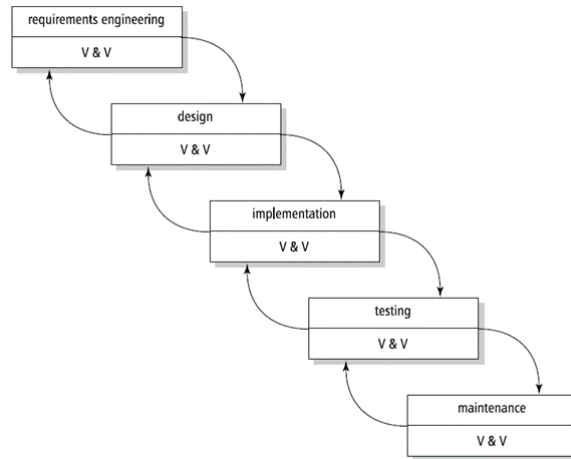 requirements engineering
V & V
design
V & V
implementation
V & V
testing
V & V
maintenance
V & V